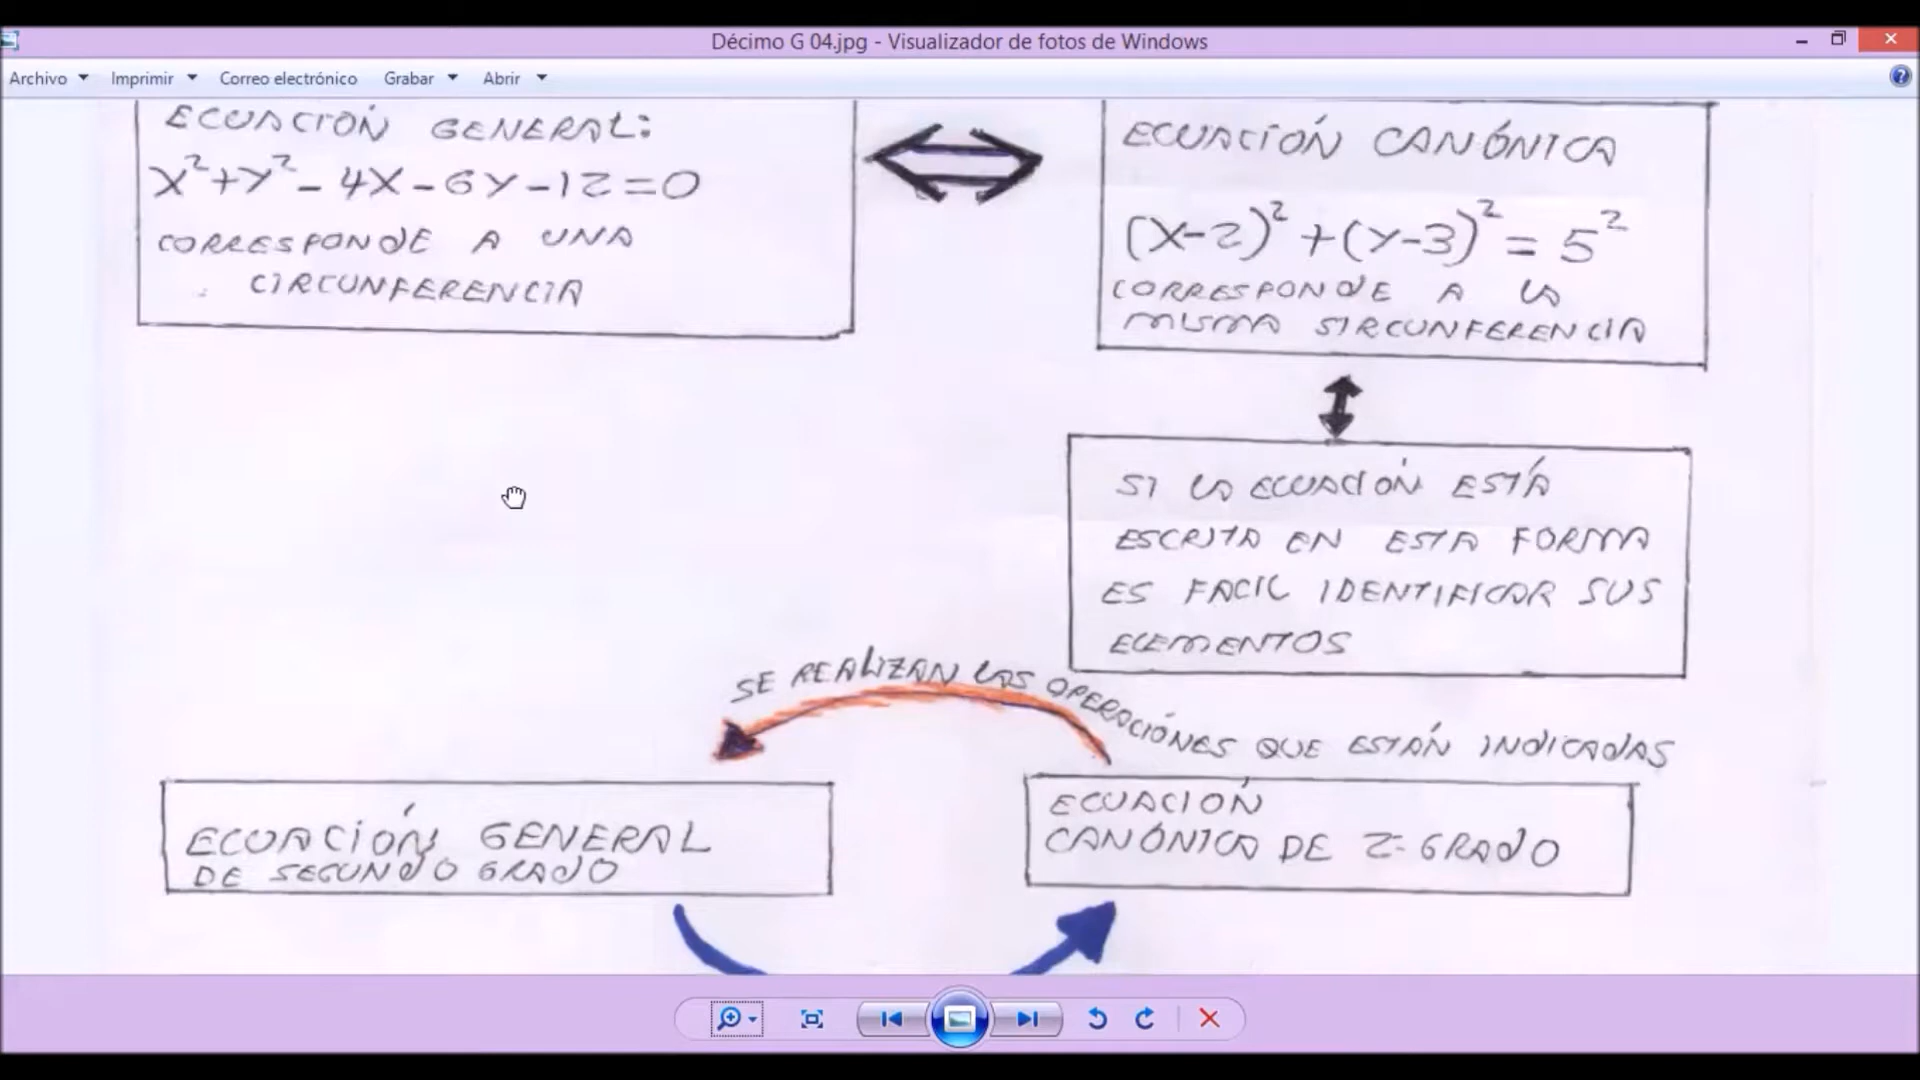 Décimo G 04.jpg - Visualizador de fotos de Windows
Archivo Imprimir Correo electrónico Grabar Abrir
ECUACIÓN GENERAL:
X²+Y²-4X-6Y-12=0
CORRESPONDE A UNA
CIRCUNFERENCIA
ECUACIÓN CANÓNICA
(X-2)²+(Y-3)²=5²
CORRESPONDE A LA
MISMA SIRCUNFERENCIA
SI LA ECUACIÓN ESTÁ
ESCRITA EN ESTA FORMA
ES FACIL IDENTIFICAR SUS
ELEMENTOS
SE REALIZAN LAS OPERACIÓNES QUE ESTÁN INDICADAS
ECUACIÓN GENERAL
DE SEGUNDO GRADO
ECUACIÓN
CANÓNICA DE 2º GRADO